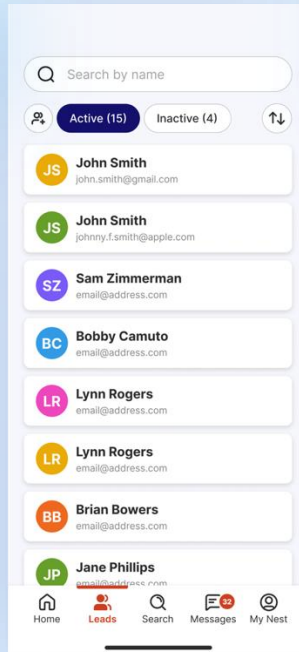 Search by name
Active (15) Inactive (4)
JS John Smith
john.smith@gmail.com
JS John Smith
johnny.f.smith@apple.com
SZ Sam Zimmerman
email@address.com
BC Bobby Camuto
email@address.com
LR Lynn Rogers
email@address.com
LR Lynn Rogers
email@address.com
BB Brian Bowers
email@address.com
JP Jane Phillips
email@address.com
32
Home Leads Search Messages My Nest